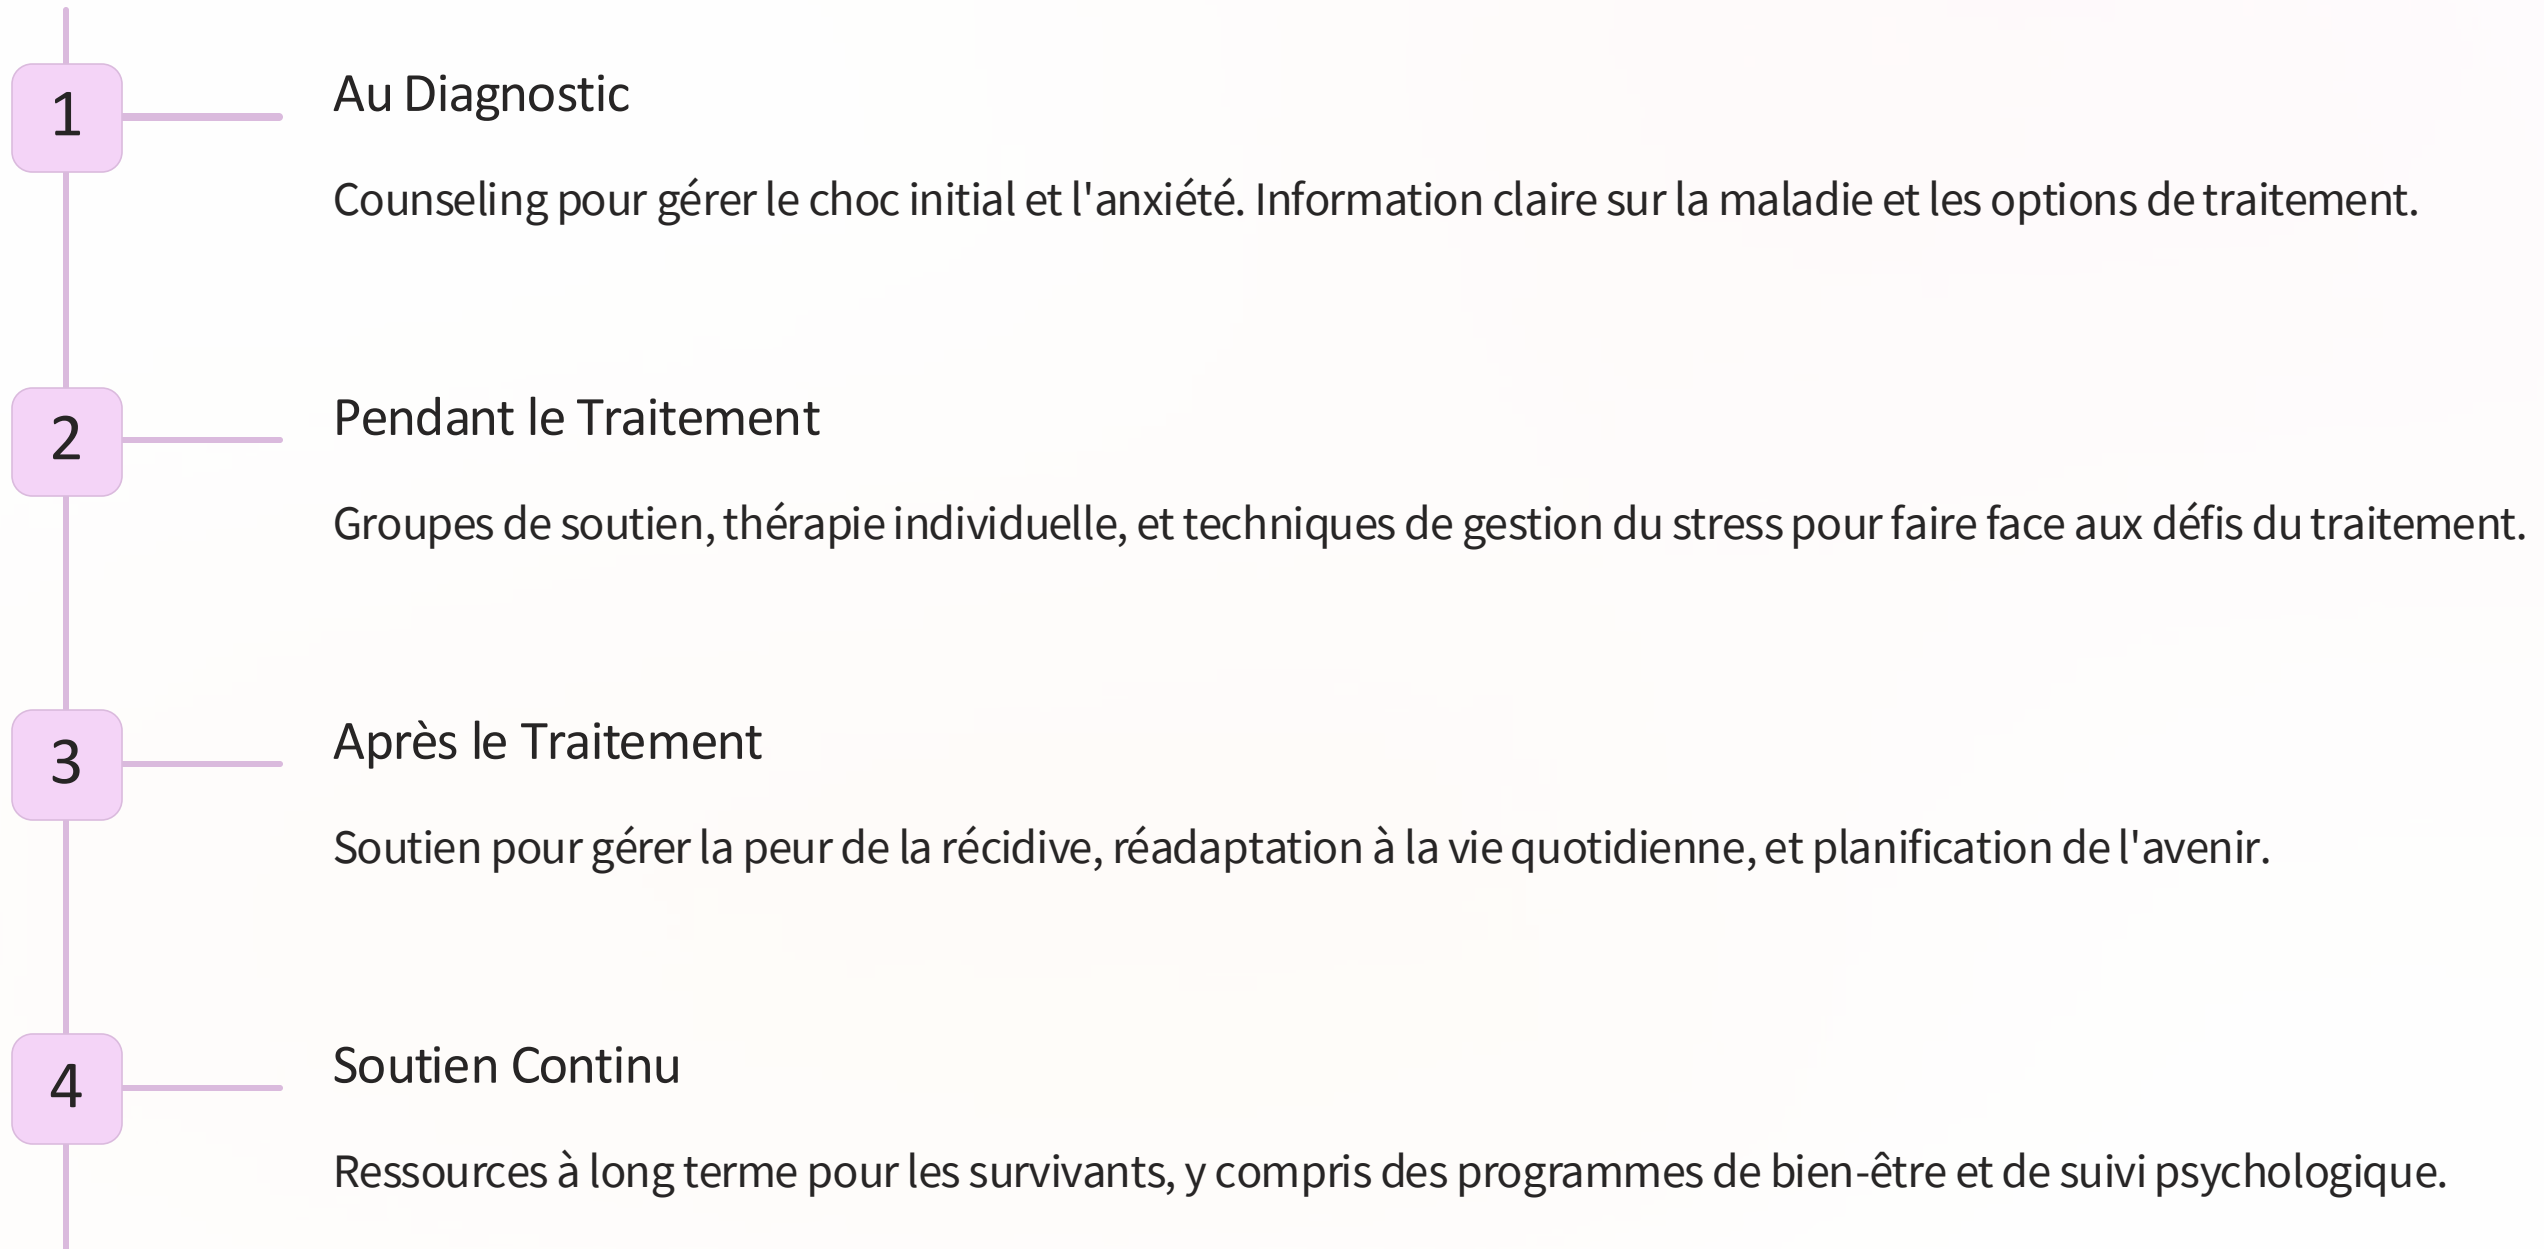 1
Au Diagnostic
Counseling pour gérer le choc initial et l'anxiété. Information claire sur la maladie et les options de traitement.
2
Pendant le Traitement
Groupes de soutien, thérapie individuelle, et techniques de gestion du stress pour faire face aux défis du traitement.
3
Après le Traitement
Soutien pour gérer la peur de la récidive, réadaptation à la vie quotidienne, et planification de l'avenir.
4
Soutien Continu
Ressources à long terme pour les survivants, y compris des programmes de bien-être et de suivi psychologique.